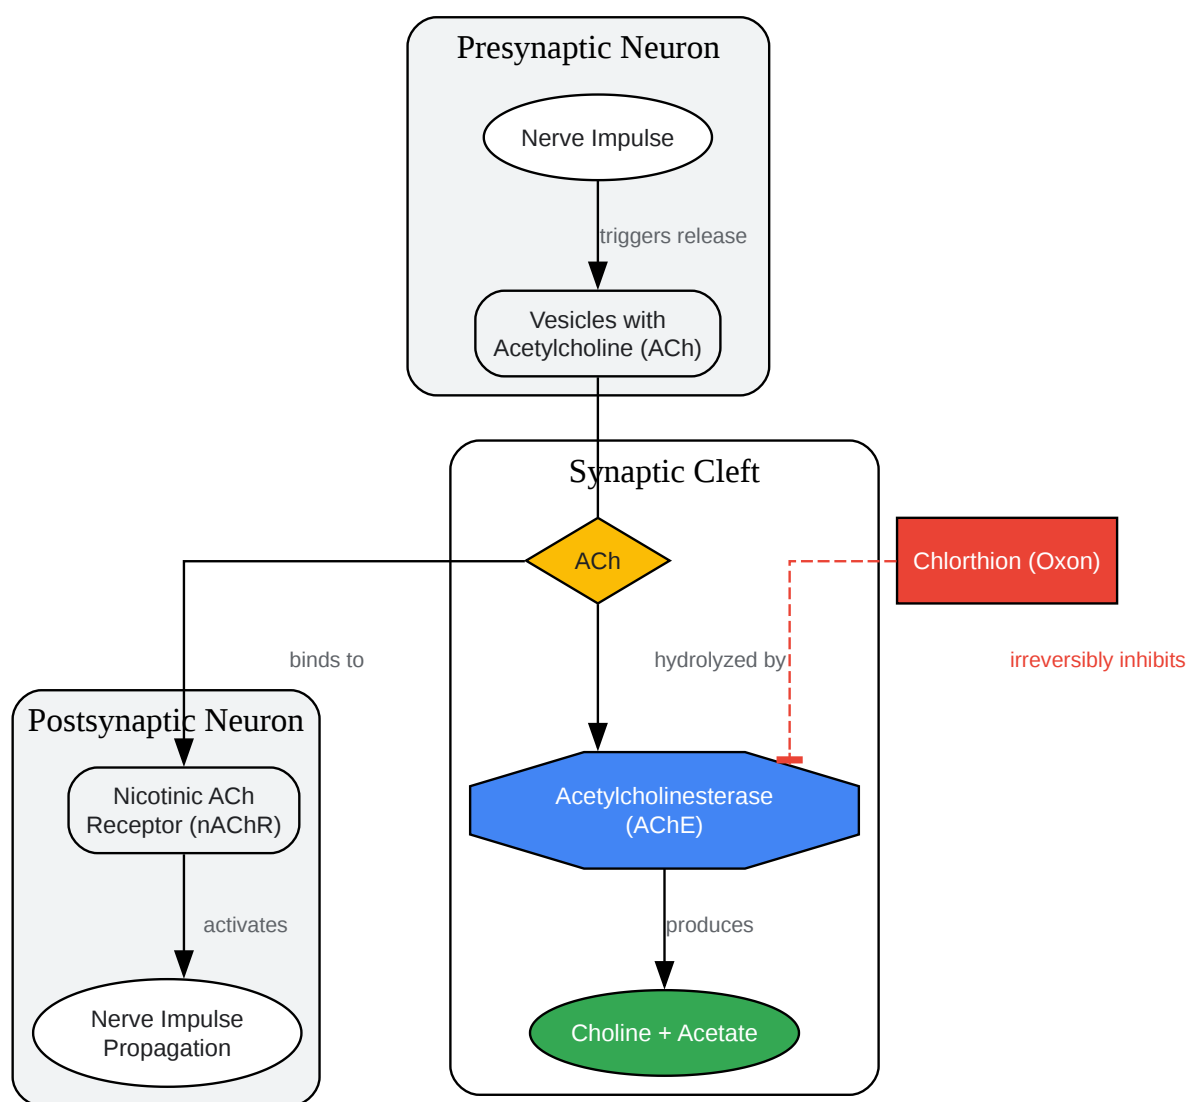 Presynaptic Neuron
Nerve Impulse
triggers release
Vesicles with
Acetylcholine (ACh)
Synaptic Cleft
ACh
Chlorthion (Oxon)
binds to
hydrolyzed by
irreversibly inhibits
Postsynaptic Neuron
Nicotinic ACh
Receptor (nAChR)
Acetylcholinesterase
(AChE)
activates
produces
Nerve Impulse
Propagation
Choline + Acetate